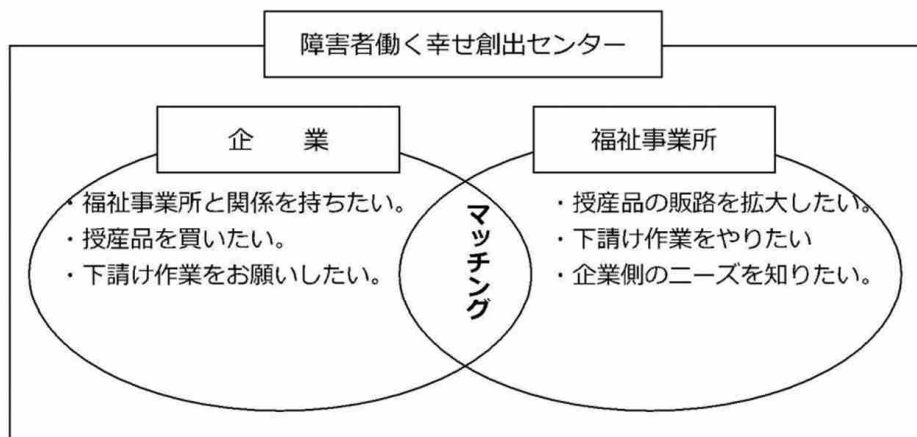 障害者働く幸せ創出センター
企　業
・福祉事業所と関係を持ちたい。
・授産品を買いたい。
・下請け作業をお願いしたい。
マッチング
福祉事業所
・授産品の販路を拡大したい。
・下請け作業をやりたい
・企業側のニーズを知りたい。